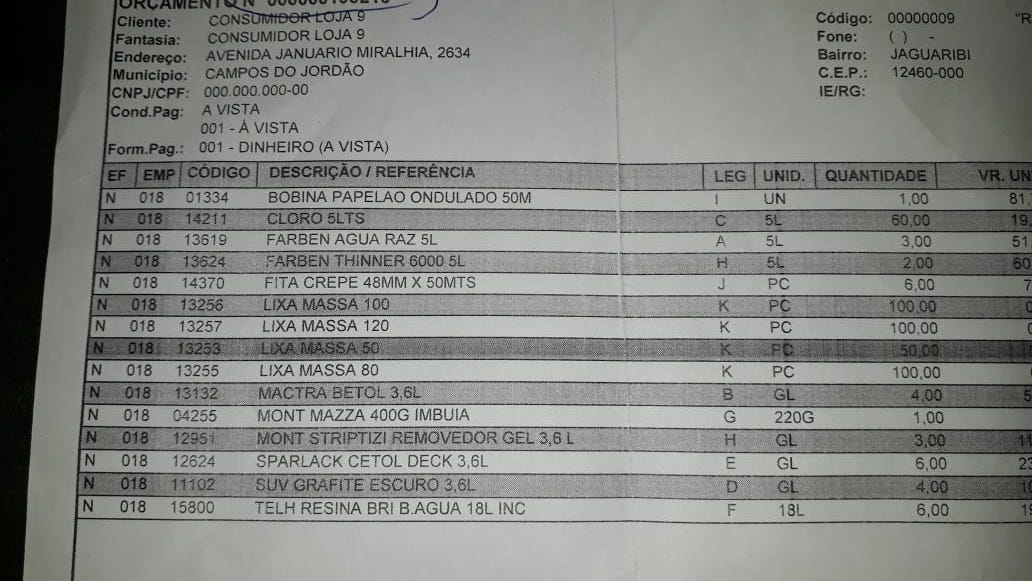 ORÇAMENTO Nº
Cliente: CONSUMIDOR LOJA 9 Código: 00000009 "R
Fantasia: CONSUMIDOR LOJA 9 Fone: ( ) -
Endereço: AVENIDA JANUARIO MIRALHIA, 2634 Bairro: JAGUARIBI
Município: CAMPOS DO JORDÃO C.E.P.: 12460-000
CNPJ/CPF: 000.000.000-00 IE/RG:
Cond.Pag: A VISTA
001 - À VISTA
Form.Pag.: 001 - DINHEIRO (A VISTA)
EF EMP CÓDIGO DESCRIÇÃO / REFERÊNCIA LEG UNID. QUANTIDADE VR. UN
N 018 01334 BOBINA PAPELAO ONDULADO 50M I UN 1,00 81,
N 018 14211 CLORO 5LTS C 5L 60,00 19,
N 018 13619 FARBEN AGUA RAZ 5L A 5L 3,00 51
N 018 13624 FARBEN THINNER 6000 5L H 5L 2,00 60
N 018 14370 FITA CREPE 48MM X 50MTS J PC 6,00 7
N 018 13256 LIXA MASSA 100 K PC 100,00
N 018 13257 LIXA MASSA 120 K PC 100,00
N 018 13253 LIXA MASSA 50 K PC 50,00
N 018 13255 LIXA MASSA 80 K PC 100,00
N 018 13132 MACTRA BETOL 3,6L B GL 4,00
N 018 04255 MONT MAZZA 400G IMBUIA G 220G 1,00
N 018 12951 MONT STRIPTIZI REMOVEDOR GEL 3,6 L H GL 3,00 11
N 018 12624 SPARLACK CETOL DECK 3,6L E GL 6,00 23
N 018 11102 SUV GRAFITE ESCURO 3,6L D GL 4,00 10
N 018 15800 TELH RESINA BRI B.AGUA 18L INC F 18L 6,00 19